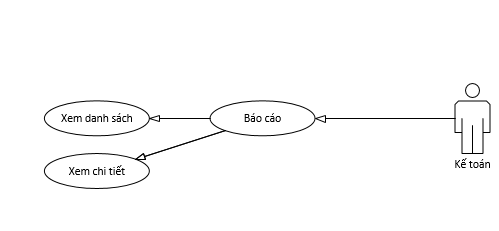 Xem danh sách
Báo cáo
Xem chi tiết
Kế toán